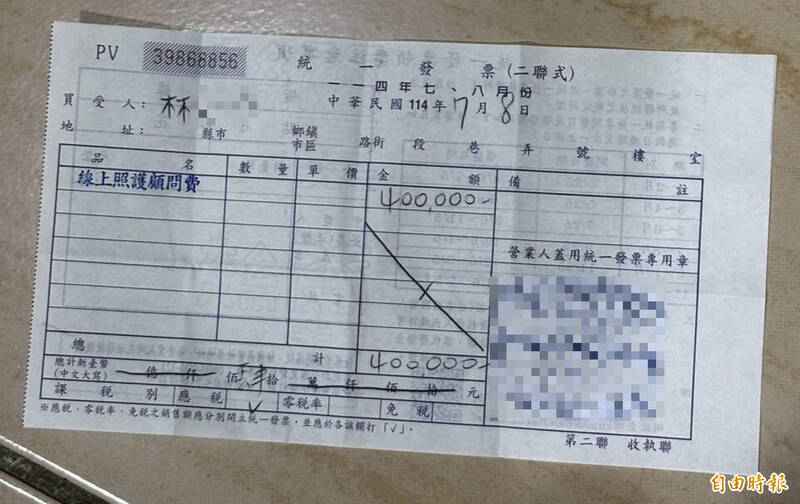 PV 39868856
統一發票(二聯式)
一一四年七、八月份
買受人：林
中華民國114年7月8日
地址： 縣市 鄉鎮市區 路街 段 巷 弄 號 樓 室
品名 數量 單價 金額 備註
線上照護顧問費 400,000-
營業人蓋用統一發票專用章
總計 400,000-
總計新臺幣(中文大寫) 億 仟 佰 肆拾 萬 仟 佰 拾 元
課稅別 應稅 ✓ 零稅率 免稅
※應稅、零稅率、免稅之銷售額應分別開立統一發票，並應於各該欄打「✓」。
第二聯 收執聯
自由時報